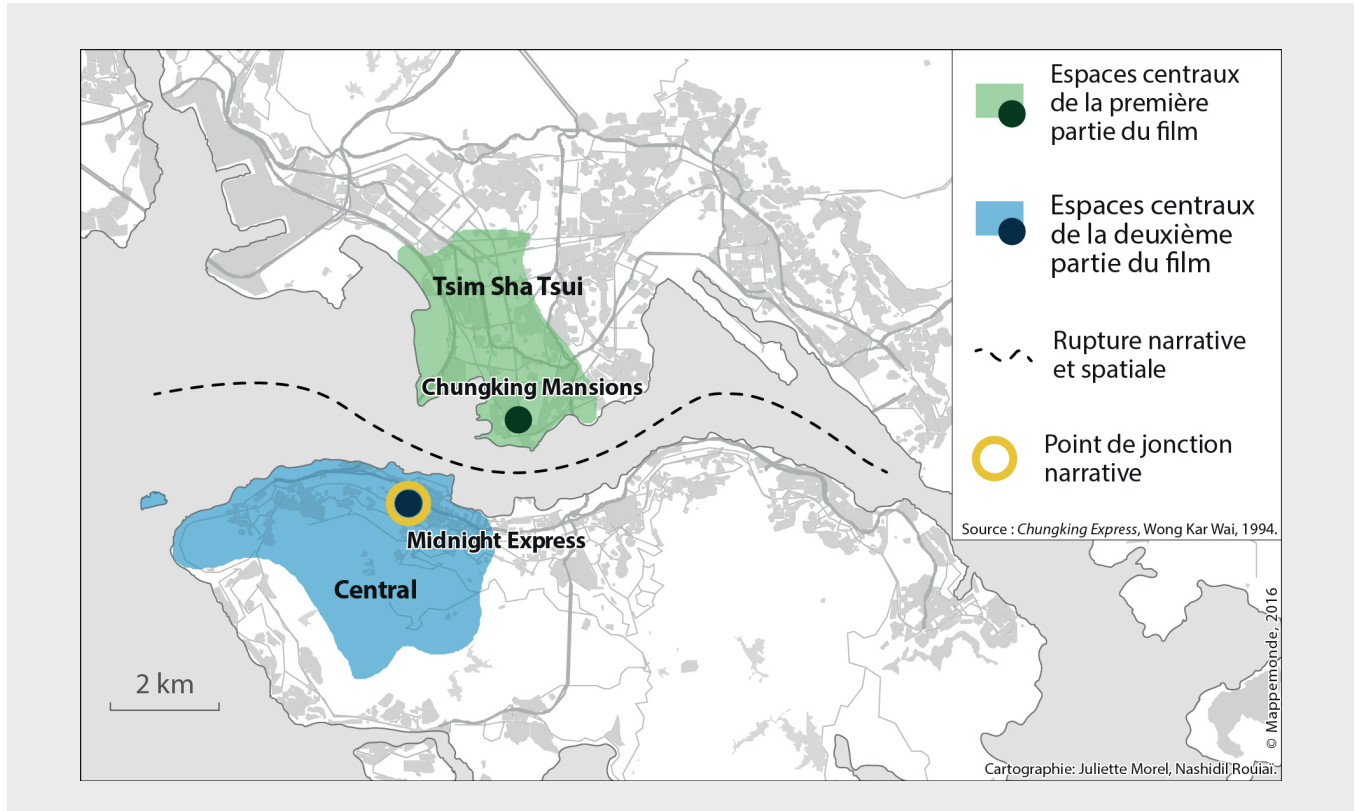 Espaces centraux
de la première
partie du film
Espaces centraux
de la deuxième
partie du film
Rupture narrative
et spatiale
Point de jonction
narrative
Source : Chungking Express, Wong Kar Wai, 1994.
Tsim Sha Tsui
Chungking Mansions
Midnight Express
Central
2 km
© Mappemonde, 2016
Cartographie: Juliette Morel, Nashidil Rouiaï.